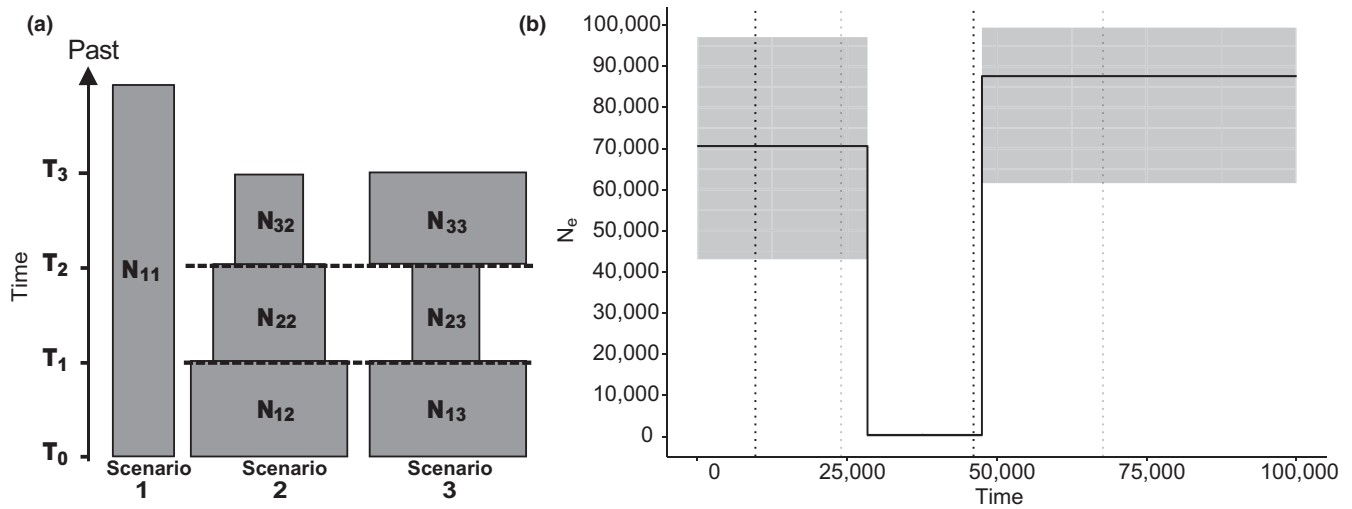 (a)
Past
Time
T3
T2
T1
T0
N11
N32
N22
N12
N33
N23
N13
Scenario
1
Scenario
2
Scenario
3
(b)
Ne
100,000
90,000
80,000
70,000
60,000
50,000
40,000
30,000
20,000
10,000
0
0
25,000
50,000
75,000
100,000
Time